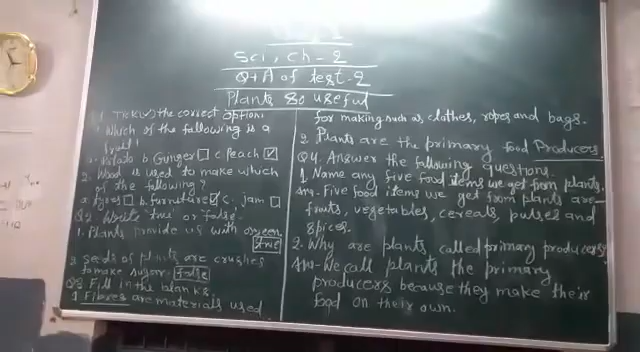 Sci, ch-2
Q+A of test-2
Plants so useful
Tick(✓) the correct option:
1. Which of the following is a
fruit?
a. Potato b. Ginger ☐ c. Peach ☑
2. Wood is used to make which
of the following?
a. Tyres ☐ b. furniture ☑ c. Jam ☐
Q2 Write 'true' or 'false'.
1. Plants provide us with oxygen.
true
2. Seeds of plants are crushes
to make sugar. false
Q3 Fill in the blanks.
1. Fibres are materials used
for making such as, clothes, ropes and bags.
2. Plants are the primary food Producers.
Q4. Answer the following questions.
1. Name any five food items we get from plants.
Ans- Five food items we get from plants are-
fruits, vegetables, cereals, pulses and
spices.
2. Why are plants called primary producers?
Ans- We call plants the primary
producers because they make their
food on their own.